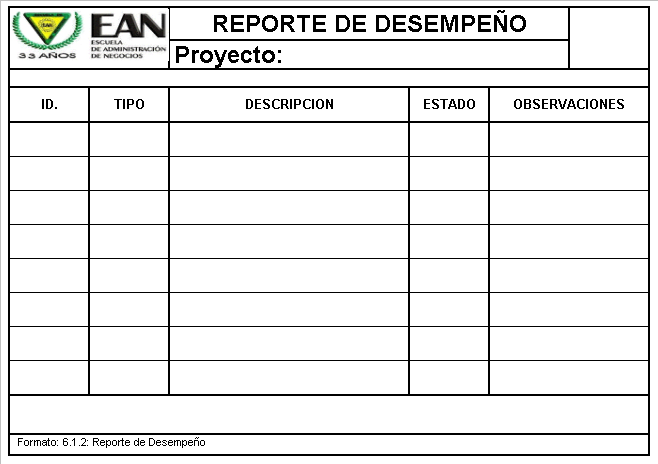 EAN
33 AÑOS
EAN
ESCUELA
DE ADMINISTRACIÓN
DE NEGOCIOS
REPORTE DE DESEMPEÑO
Proyecto:
ID. TIPO DESCRIPCION ESTADO OBSERVACIONES
Formato: 6.1.2: Reporte de Desempeño